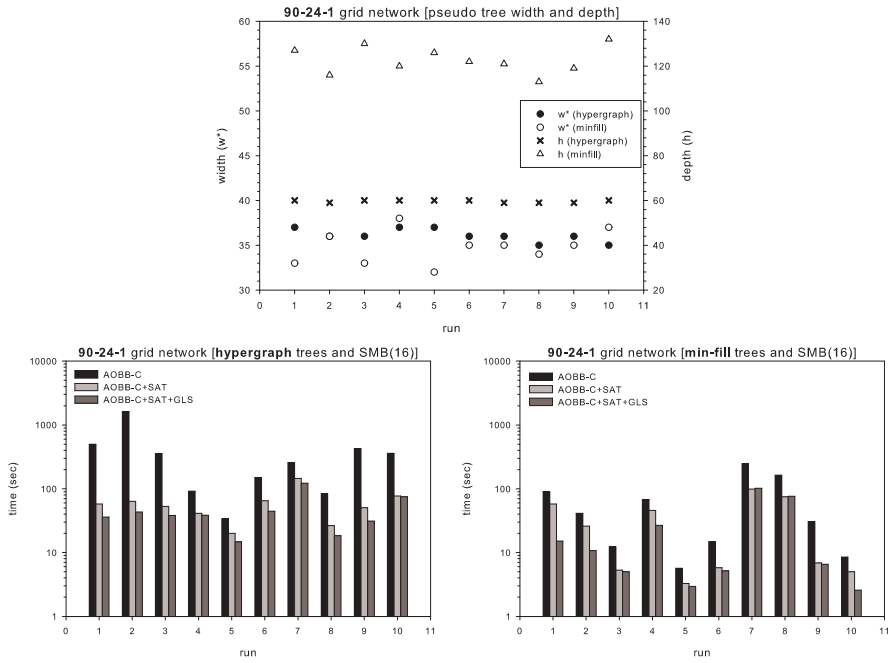 90-24-1 grid network [pseudo tree width and depth]
60
55
50
45
40
35
30
width (w*)
140
120
100
80
60
40
20
depth (h)
w* (hypergraph)
w* (minfill)
h (hypergraph)
h (minfill)
0 1 2 3 4 5 6 7 8 9 10 11
run
90-24-1 grid network [hypergraph trees and SMB(16)]
10000
1000
100
10
1
time (sec)
AOBB-C
AOBB-C+SAT
AOBB-C+SAT+GLS
0 1 2 3 4 5 6 7 8 9 10 11
run
90-24-1 grid network [min-fill trees and SMB(16)]
10000
1000
100
10
1
time (sec)
AOBB-C
AOBB-C+SAT
AOBB-C+SAT+GLS
0 1 2 3 4 5 6 7 8 9 10 11
run